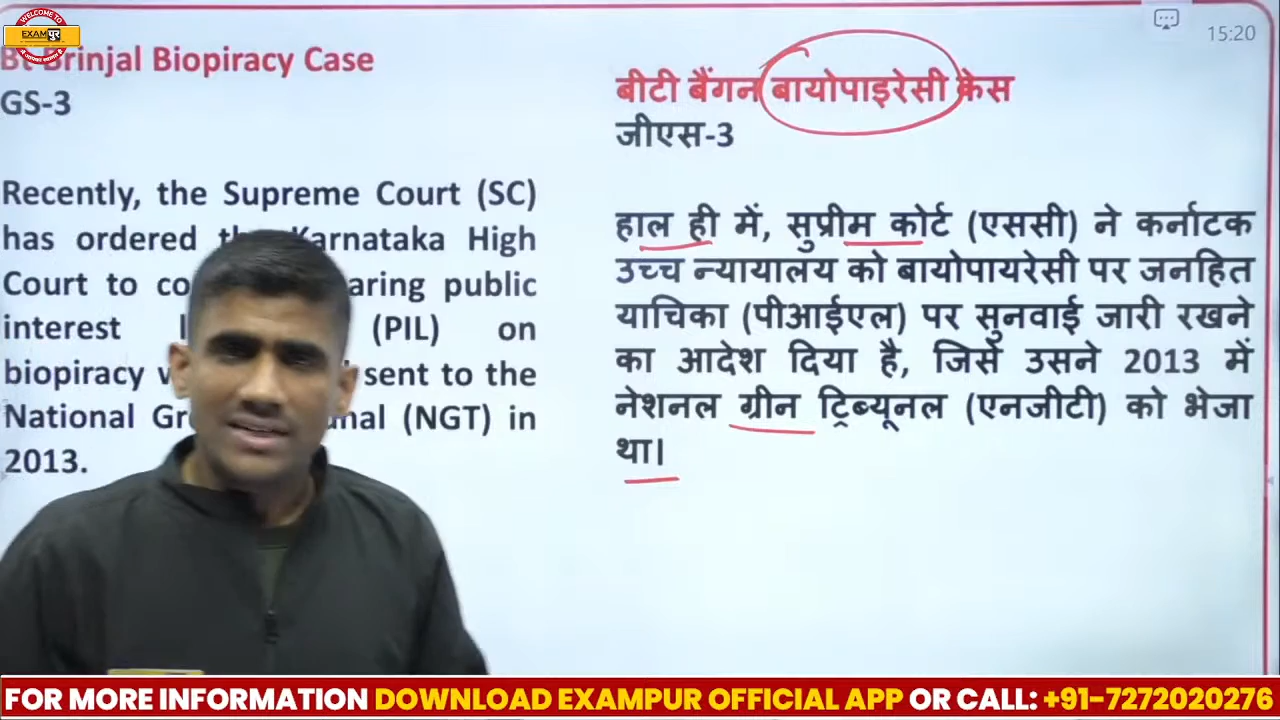 WELCOME TO
EXAMपुर
Bt Brinjal Biopiracy Case
GS-3
Recently, the Supreme Court (SC)
has ordered Karnataka High
Court to public
interest (PIL) on
biopiracy sent to the
National (NGT) in
2013.
15:20
बीटी बैंगन बायोपाइरेसी केस
जीएस-3
हाल ही में, सुप्रीम कोर्ट (एससी) ने कर्नाटक
उच्च न्यायालय को बायोपायरेसी पर जनहित
याचिका (पीआईएल) पर सुनवाई जारी रखने
का आदेश दिया है, जिसे उसने 2013 में
नेशनल ग्रीन ट्रिब्यूनल (एनजीटी) को भेजा
था।
FOR MORE INFORMATION DOWNLOAD EXAMPUR OFFICIAL APP OR CALL: +91-7272020276